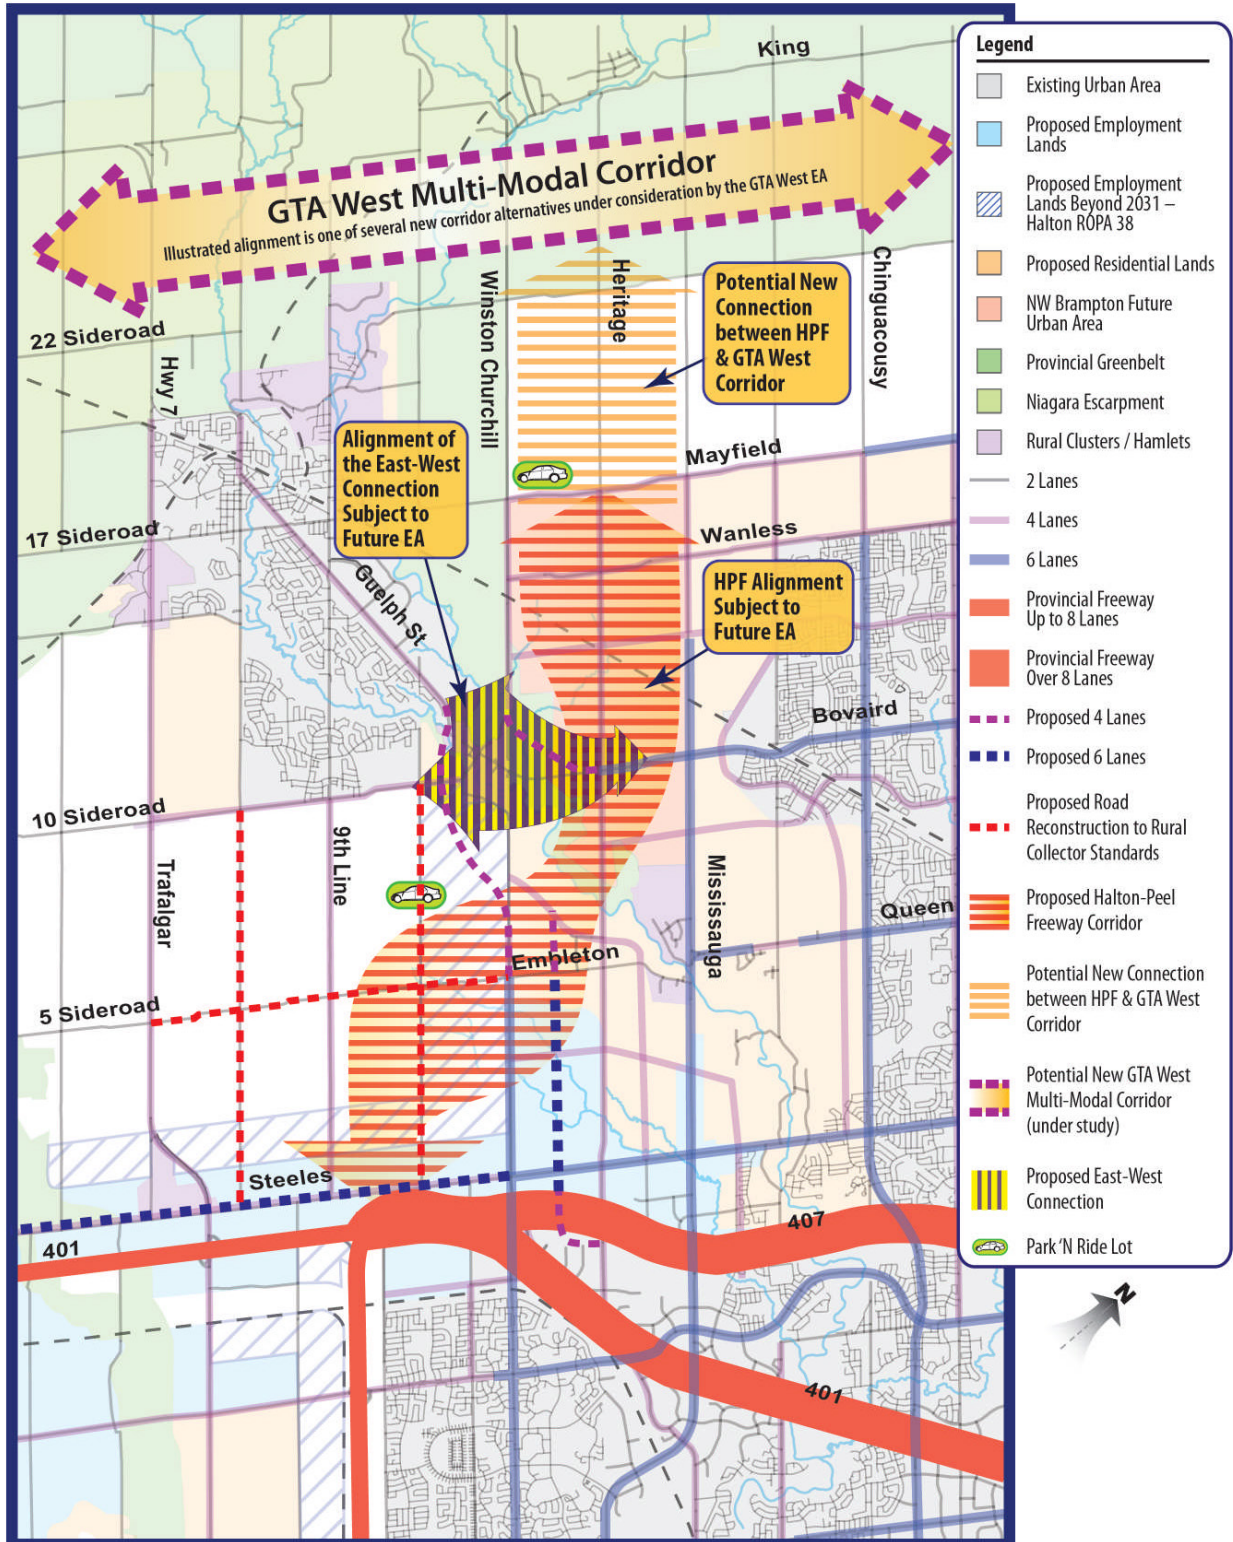 King
GTA West Multi-Modal Corridor
Illustrated alignment is one of several new corridor alternatives under consideration by the GTA West EA
22 Sideroad
Hwy 7
Winston Churchill
Heritage
Chinguacousy
Potential New
Connection
between HPF
& GTA West
Corridor
Alignment of
the East-West
Connection
Subject to
Future EA
Mayfield
17 Sideroad
Wanless
Guelph St
HPF Alignment
Subject to
Future EA
Bovaird
10 Sideroad
Trafalgar
9th Line
Mississauga
Queen
Embleton
5 Sideroad
Steeles
401
407
401
Legend
Existing Urban Area
Proposed Employment
Lands
Proposed Employment
Lands Beyond 2031 –
Halton ROPA 38
Proposed Residential Lands
NW Brampton Future
Urban Area
Provincial Greenbelt
Niagara Escarpment
Rural Clusters / Hamlets
2 Lanes
4 Lanes
6 Lanes
Provincial Freeway
Up to 8 Lanes
Provincial Freeway
Over 8 Lanes
Proposed 4 Lanes
Proposed 6 Lanes
Proposed Road
Reconstruction to Rural
Collector Standards
Proposed Halton-Peel
Freeway Corridor
Potential New Connection
between HPF & GTA West
Corridor
Potential New GTA West
Multi-Modal Corridor
(under study)
Proposed East-West
Connection
Park ‘N Ride Lot
N